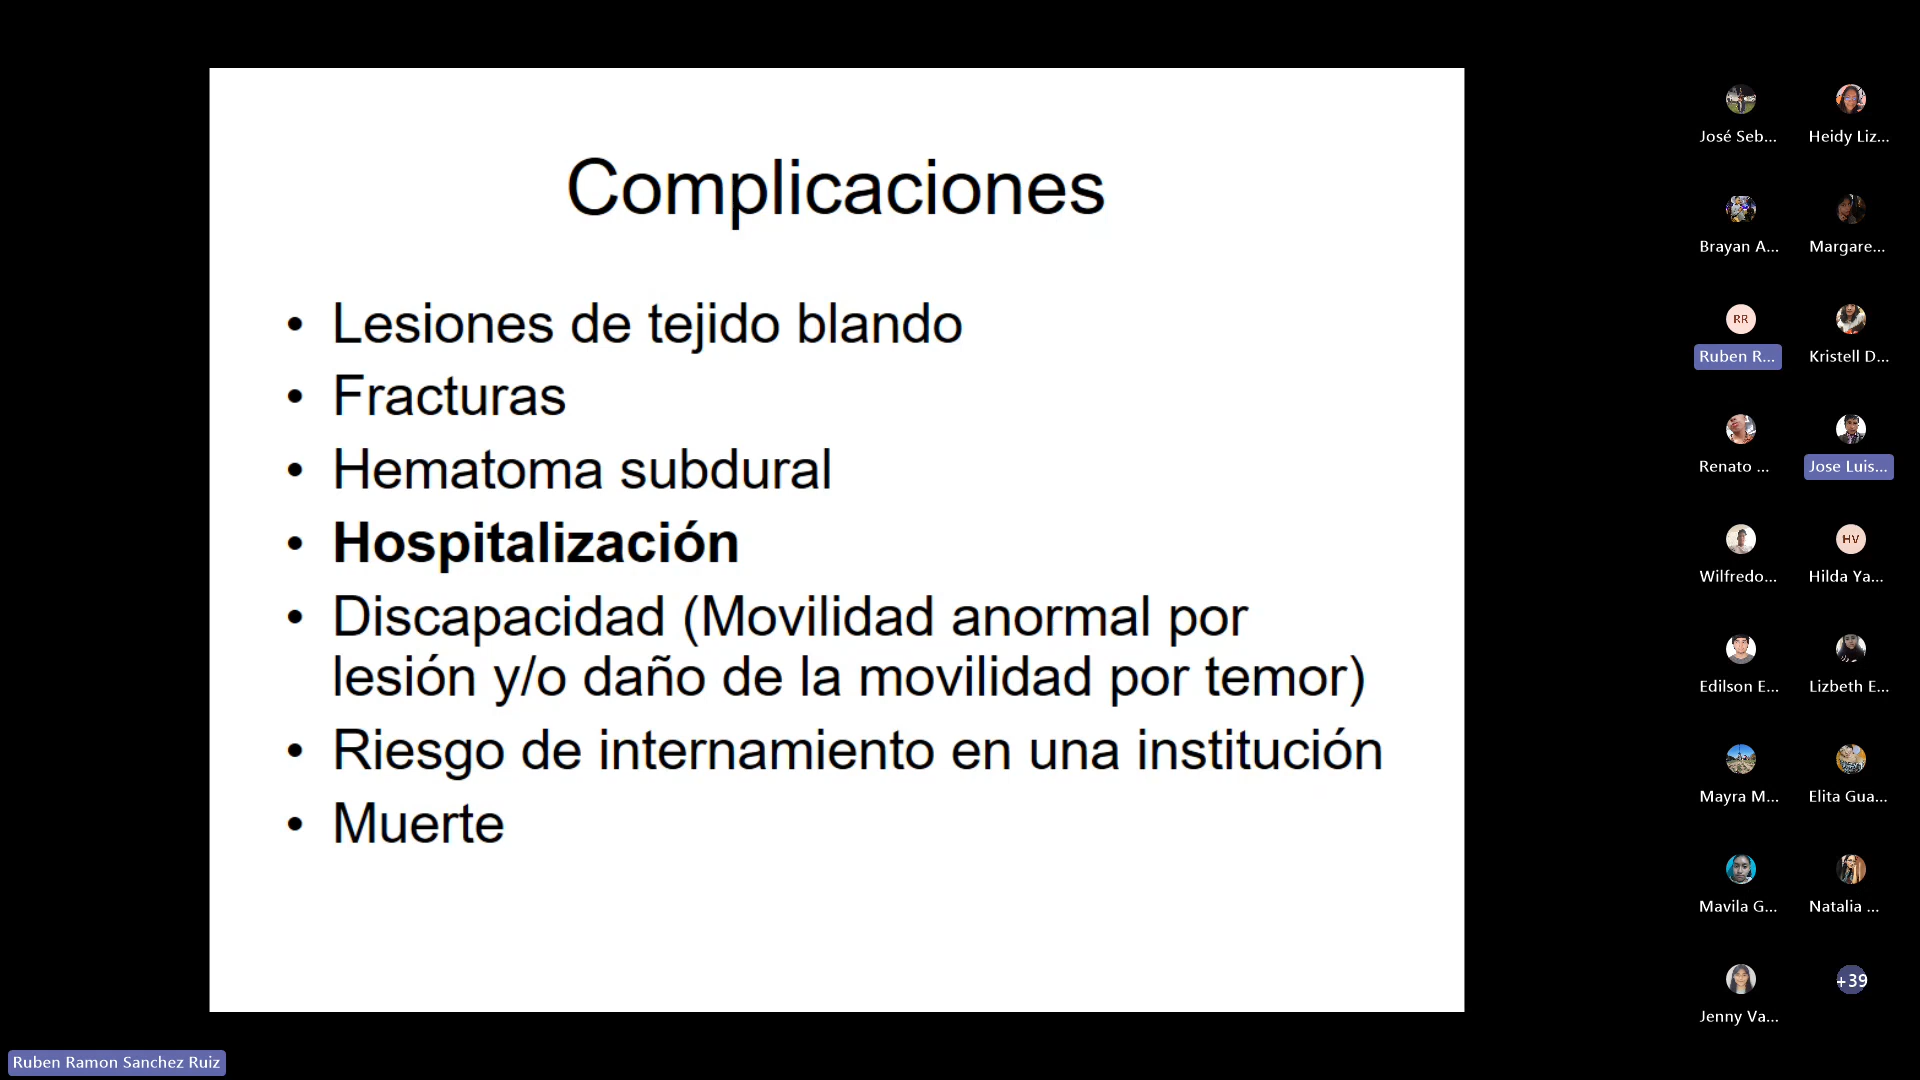 Complicaciones
• Lesiones de tejido blando
• Fracturas
• Hematoma subdural
• Hospitalización
• Discapacidad (Movilidad anormal por
lesión y/o daño de la movilidad por temor)
• Riesgo de internamiento en una institución
• Muerte
José Seb...
Heidy Liz...
Brayan A...
Margare...
RR
Ruben R...
Kristell D...
Renato ...
Jose Luis...
Wilfredo...
HV
Hilda Ya...
Edilson E...
Lizbeth E...
Mayra M...
Elita Gua...
Mavila G...
Natalia ...
Jenny Va...
+39
Ruben Ramon Sanchez Ruiz